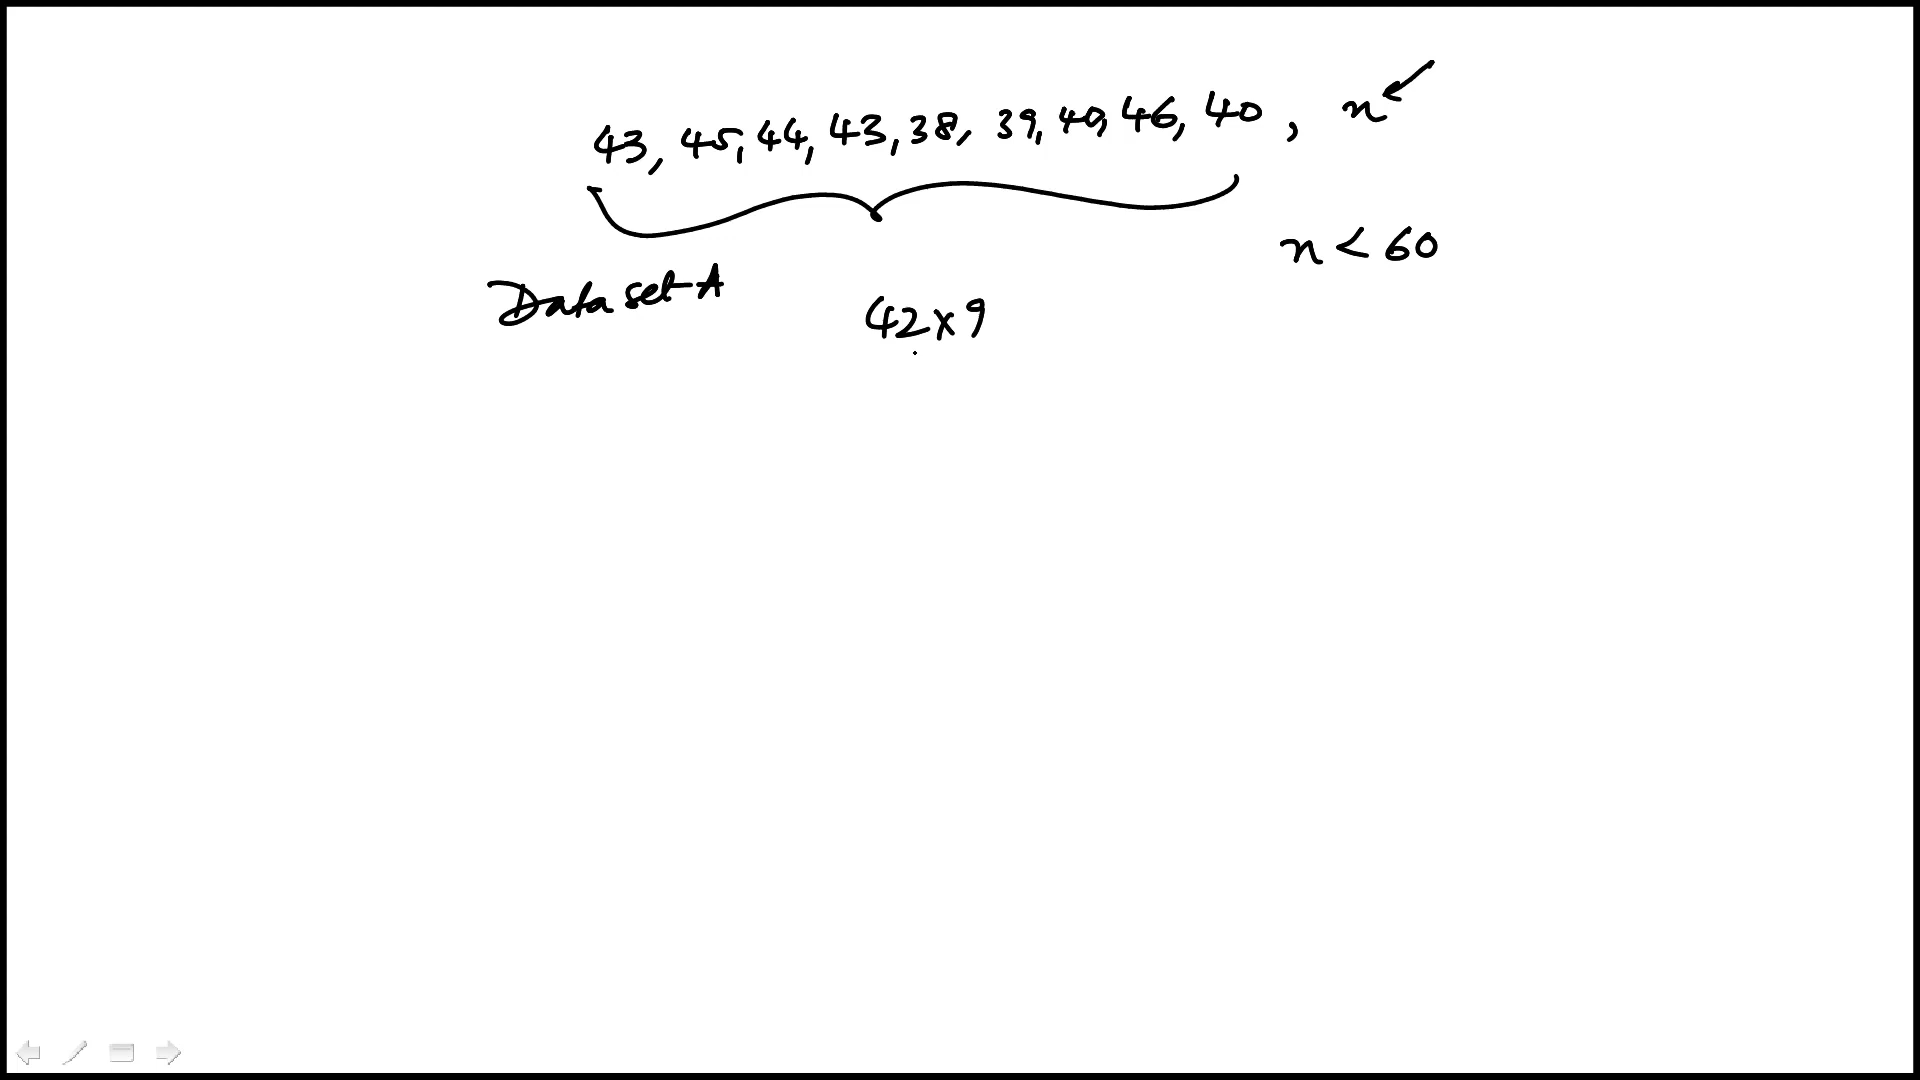 43, 45, 44, 43, 38, 39, 40, 46, 40, n
n < 60
Data set-A
42 x 9